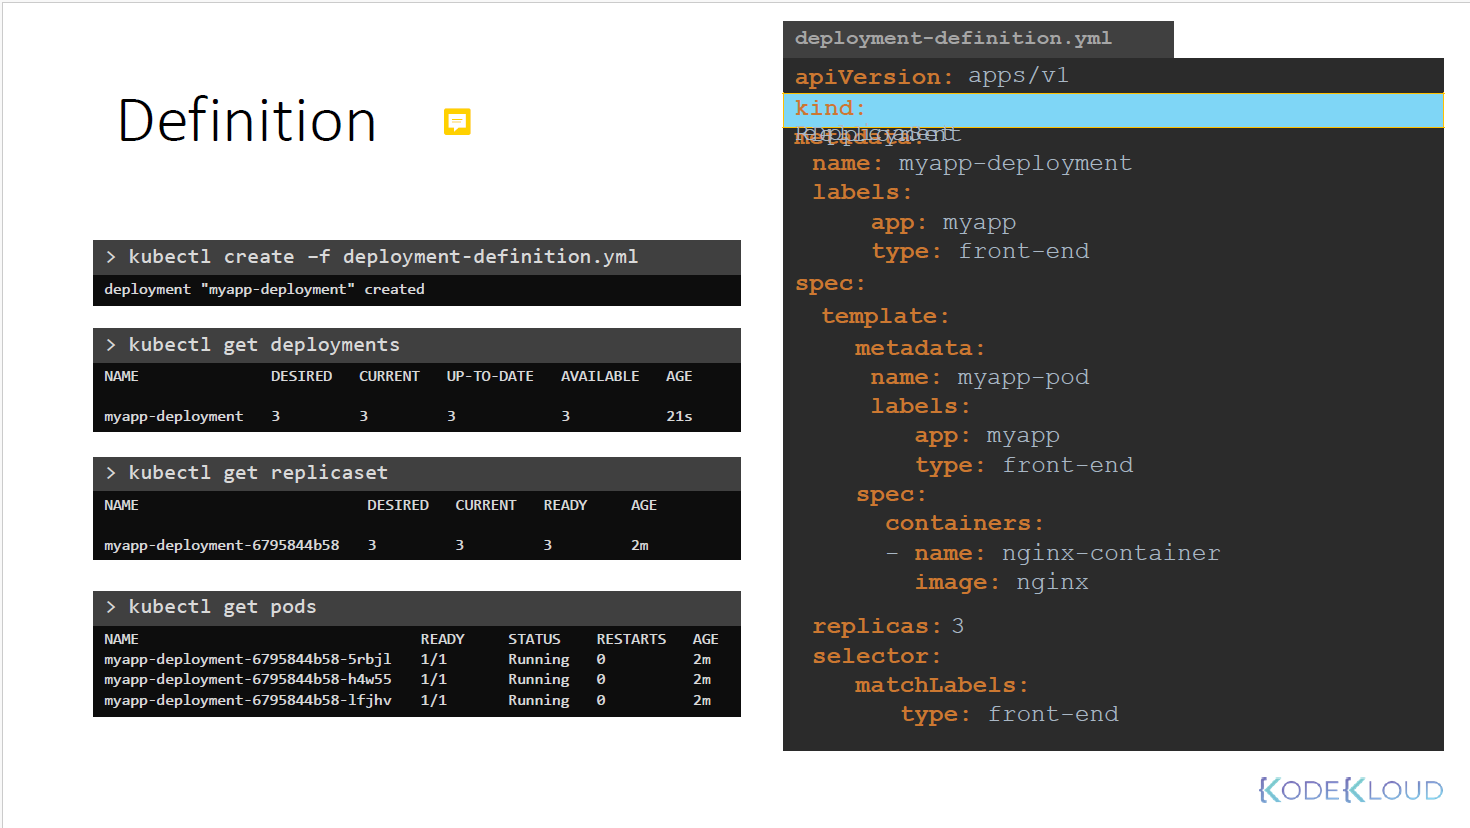 Definition
> kubectl create –f deployment-definition.yml
deployment "myapp-deployment" created
> kubectl get deployments
NAME DESIRED CURRENT UP-TO-DATE AVAILABLE AGE
myapp-deployment 3 3 3 3 21s
> kubectl get replicaset
NAME DESIRED CURRENT READY AGE
myapp-deployment-6795844b58 3 3 3 2m
> kubectl get pods
NAME READY STATUS RESTARTS AGE
myapp-deployment-6795844b58-5rbjl 1/1 Running 0 2m
myapp-deployment-6795844b58-h4w55 1/1 Running 0 2m
myapp-deployment-6795844b58-lfjhv 1/1 Running 0 2m
deployment-definition.yml
apiVersion: apps/v1
kind:
ReplicaSet
Deployment
metadata:
name: myapp-deployment
labels:
app: myapp
type: front-end
spec:
template:
metadata:
name: myapp-pod
labels:
app: myapp
type: front-end
spec:
containers:
- name: nginx-container
image: nginx
replicas: 3
selector:
matchLabels:
type: front-end
KODEKLOUD